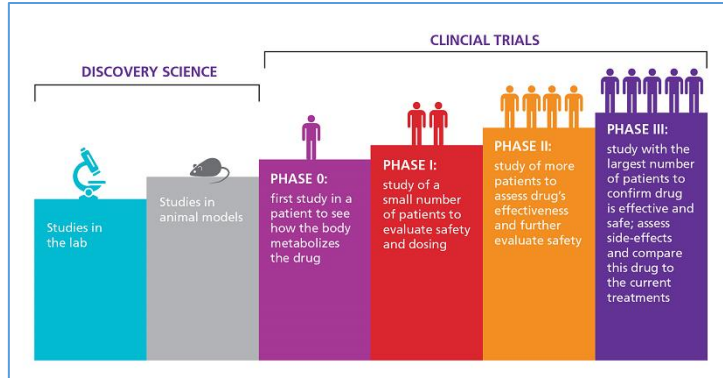 CLINCIAL TRIALS
DISCOVERY SCIENCE
Studies in
the lab
Studies in
animal models
PHASE 0:
first study in a
patient to see
how the body
metabolizes
the drug
PHASE I:
study of a
small number
of patients to
evaluate safety
and dosing
PHASE II:
study of more
patients to
assess drug's
effectiveness
and further
evaluate safety
PHASE III:
study with the
largest number
of patients to
confirm drug
is effective and
safe; assess
side-effects
and compare
this drug to
the current
treatments